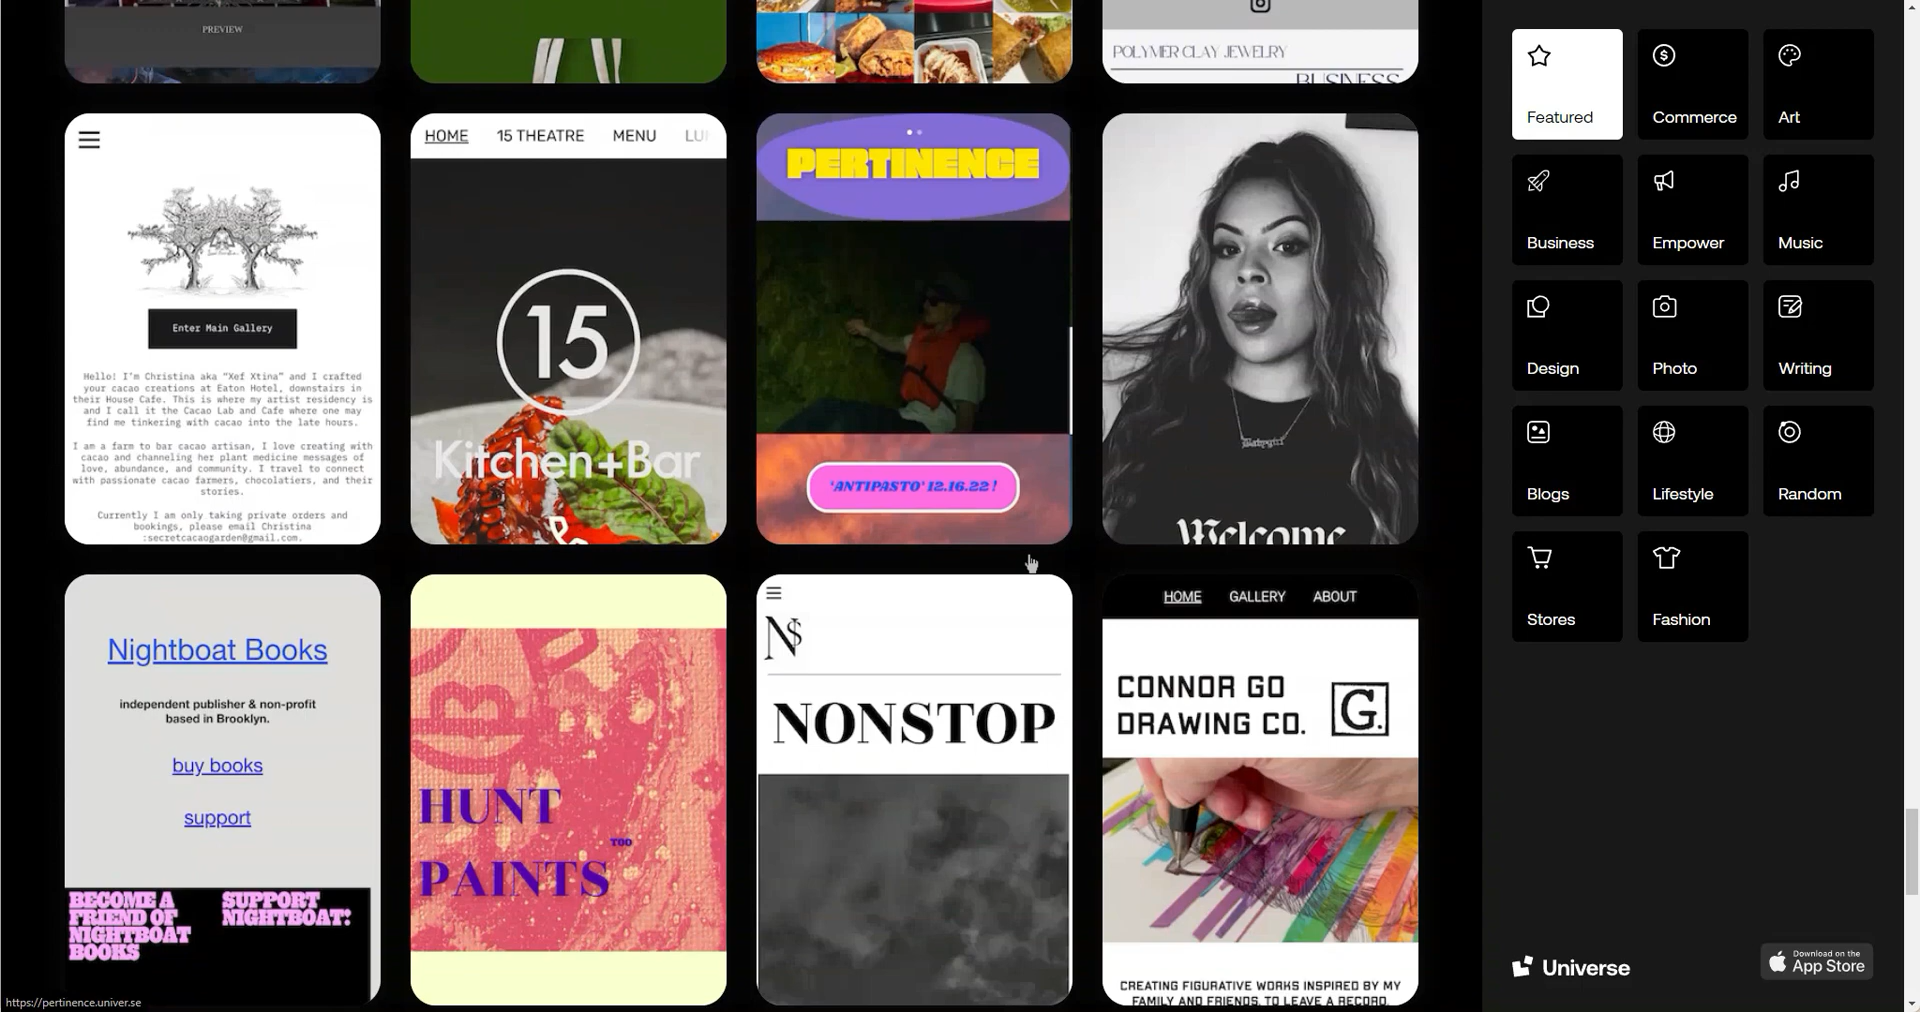 PREVIEW
POLYMER CLAY JEWELRY
BUSINESS
HOME 15 THEATRE MENU LU
15
Kitchen+Bar
PERTINENCE
'ANTIPASTO' 12.16.22!
Babygirl
Welcome
Enter Main Gallery
Hello! I'm Christina aka "Xef Xtina" and I crafted
your cacao creations at Eaton Hotel, downstairs in
their House Cafe. This is where my artist residency is
and I call it the Cacao Lab and Cafe where one may
find me tinkering with cacao into the late hours.
I am a farm to bar cacao artisan, I love creating with
cacao and channeling her plant medicine messages of
love, abundance, and community. I travel to connect
with passionate cacao farmers, chocolatiers, and their
stories.
Currently I am only taking private orders and
bookings, please email Christina
:secretcacaogarden@gmail.com.
Nightboat Books
independent publisher & non-profit
based in Brooklyn.
buy books
support
BECOME A
FRIEND OF
NIGHTBOAT
BOOKS
SUPPORT
NIGHTBOAT!
HUNT
TOO
PAINTS
N$
NONSTOP
HOME GALLERY ABOUT
CONNOR GO
DRAWING CO.
G.
CREATING FIGURATIVE WORKS INSPIRED BY MY
FAMILY AND FRIENDS, TO LEAVE A RECORD,
Featured
Commerce
Art
Business
Empower
Music
Design
Photo
Writing
Blogs
Lifestyle
Random
Stores
Fashion
Universe
Download on the
App Store
https://pertinence.univer.se